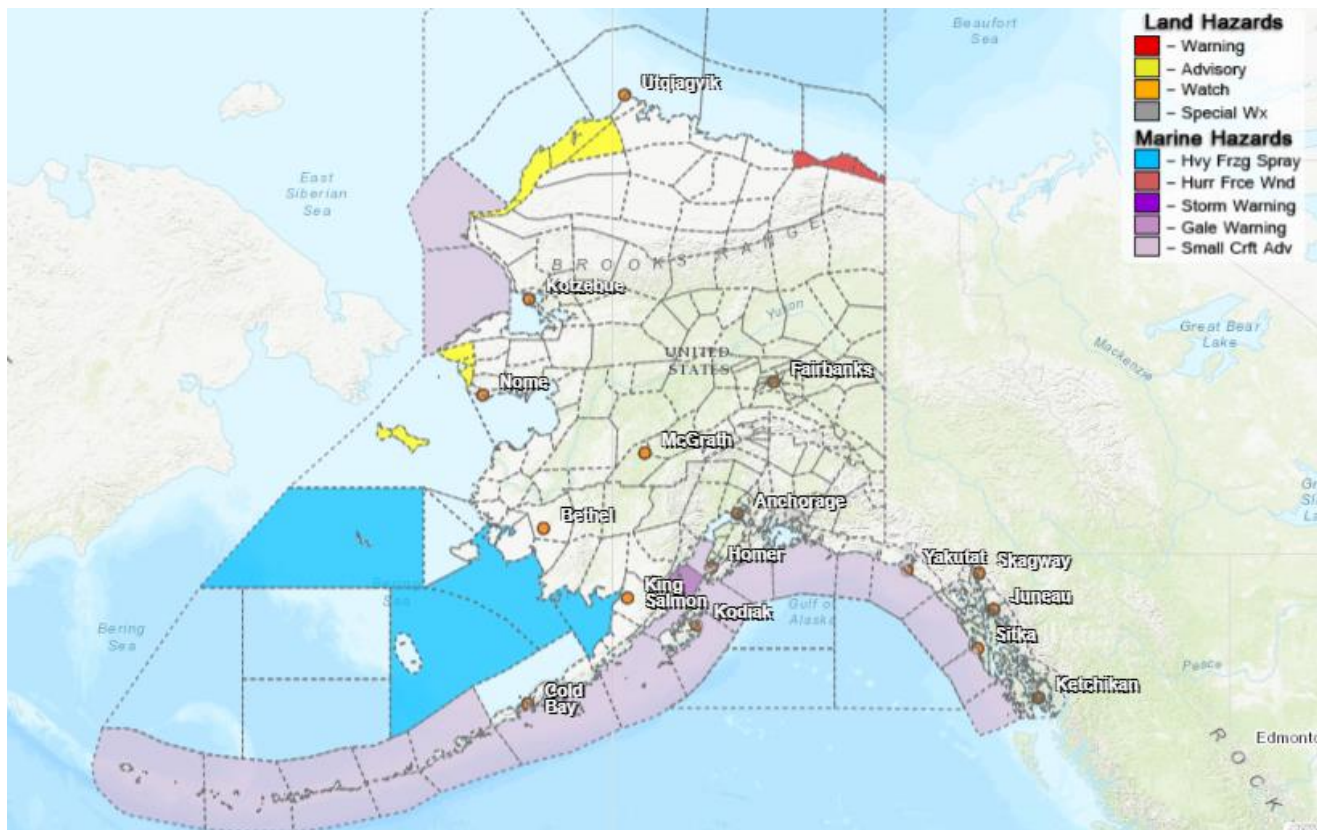 Land Hazards
– Warning
– Advisory
– Watch
– Special Wx
Marine Hazards
– Hvy Frzg Spray
– Hurr Frce Wnd
– Storm Warning
– Gale Warning
– Small Crft Adv
Beaufort
Sea
Utqiagvik
East
Siberian
Sea
BROOKS RANGE
Kotzebue
Yukon
Great Bear
Lake
Mackenzie
UNITED
STATES
Fairbanks
Nome
McGrath
Anchorage
Bethel
Homer
Yakutat
Skagway
King
Salmon
Juneau
Kodiak
Gulf of
Alaska
Bering
Sea
Sitka
Peace
Ketchikan
Cold
Bay
Edmonto
ROCK